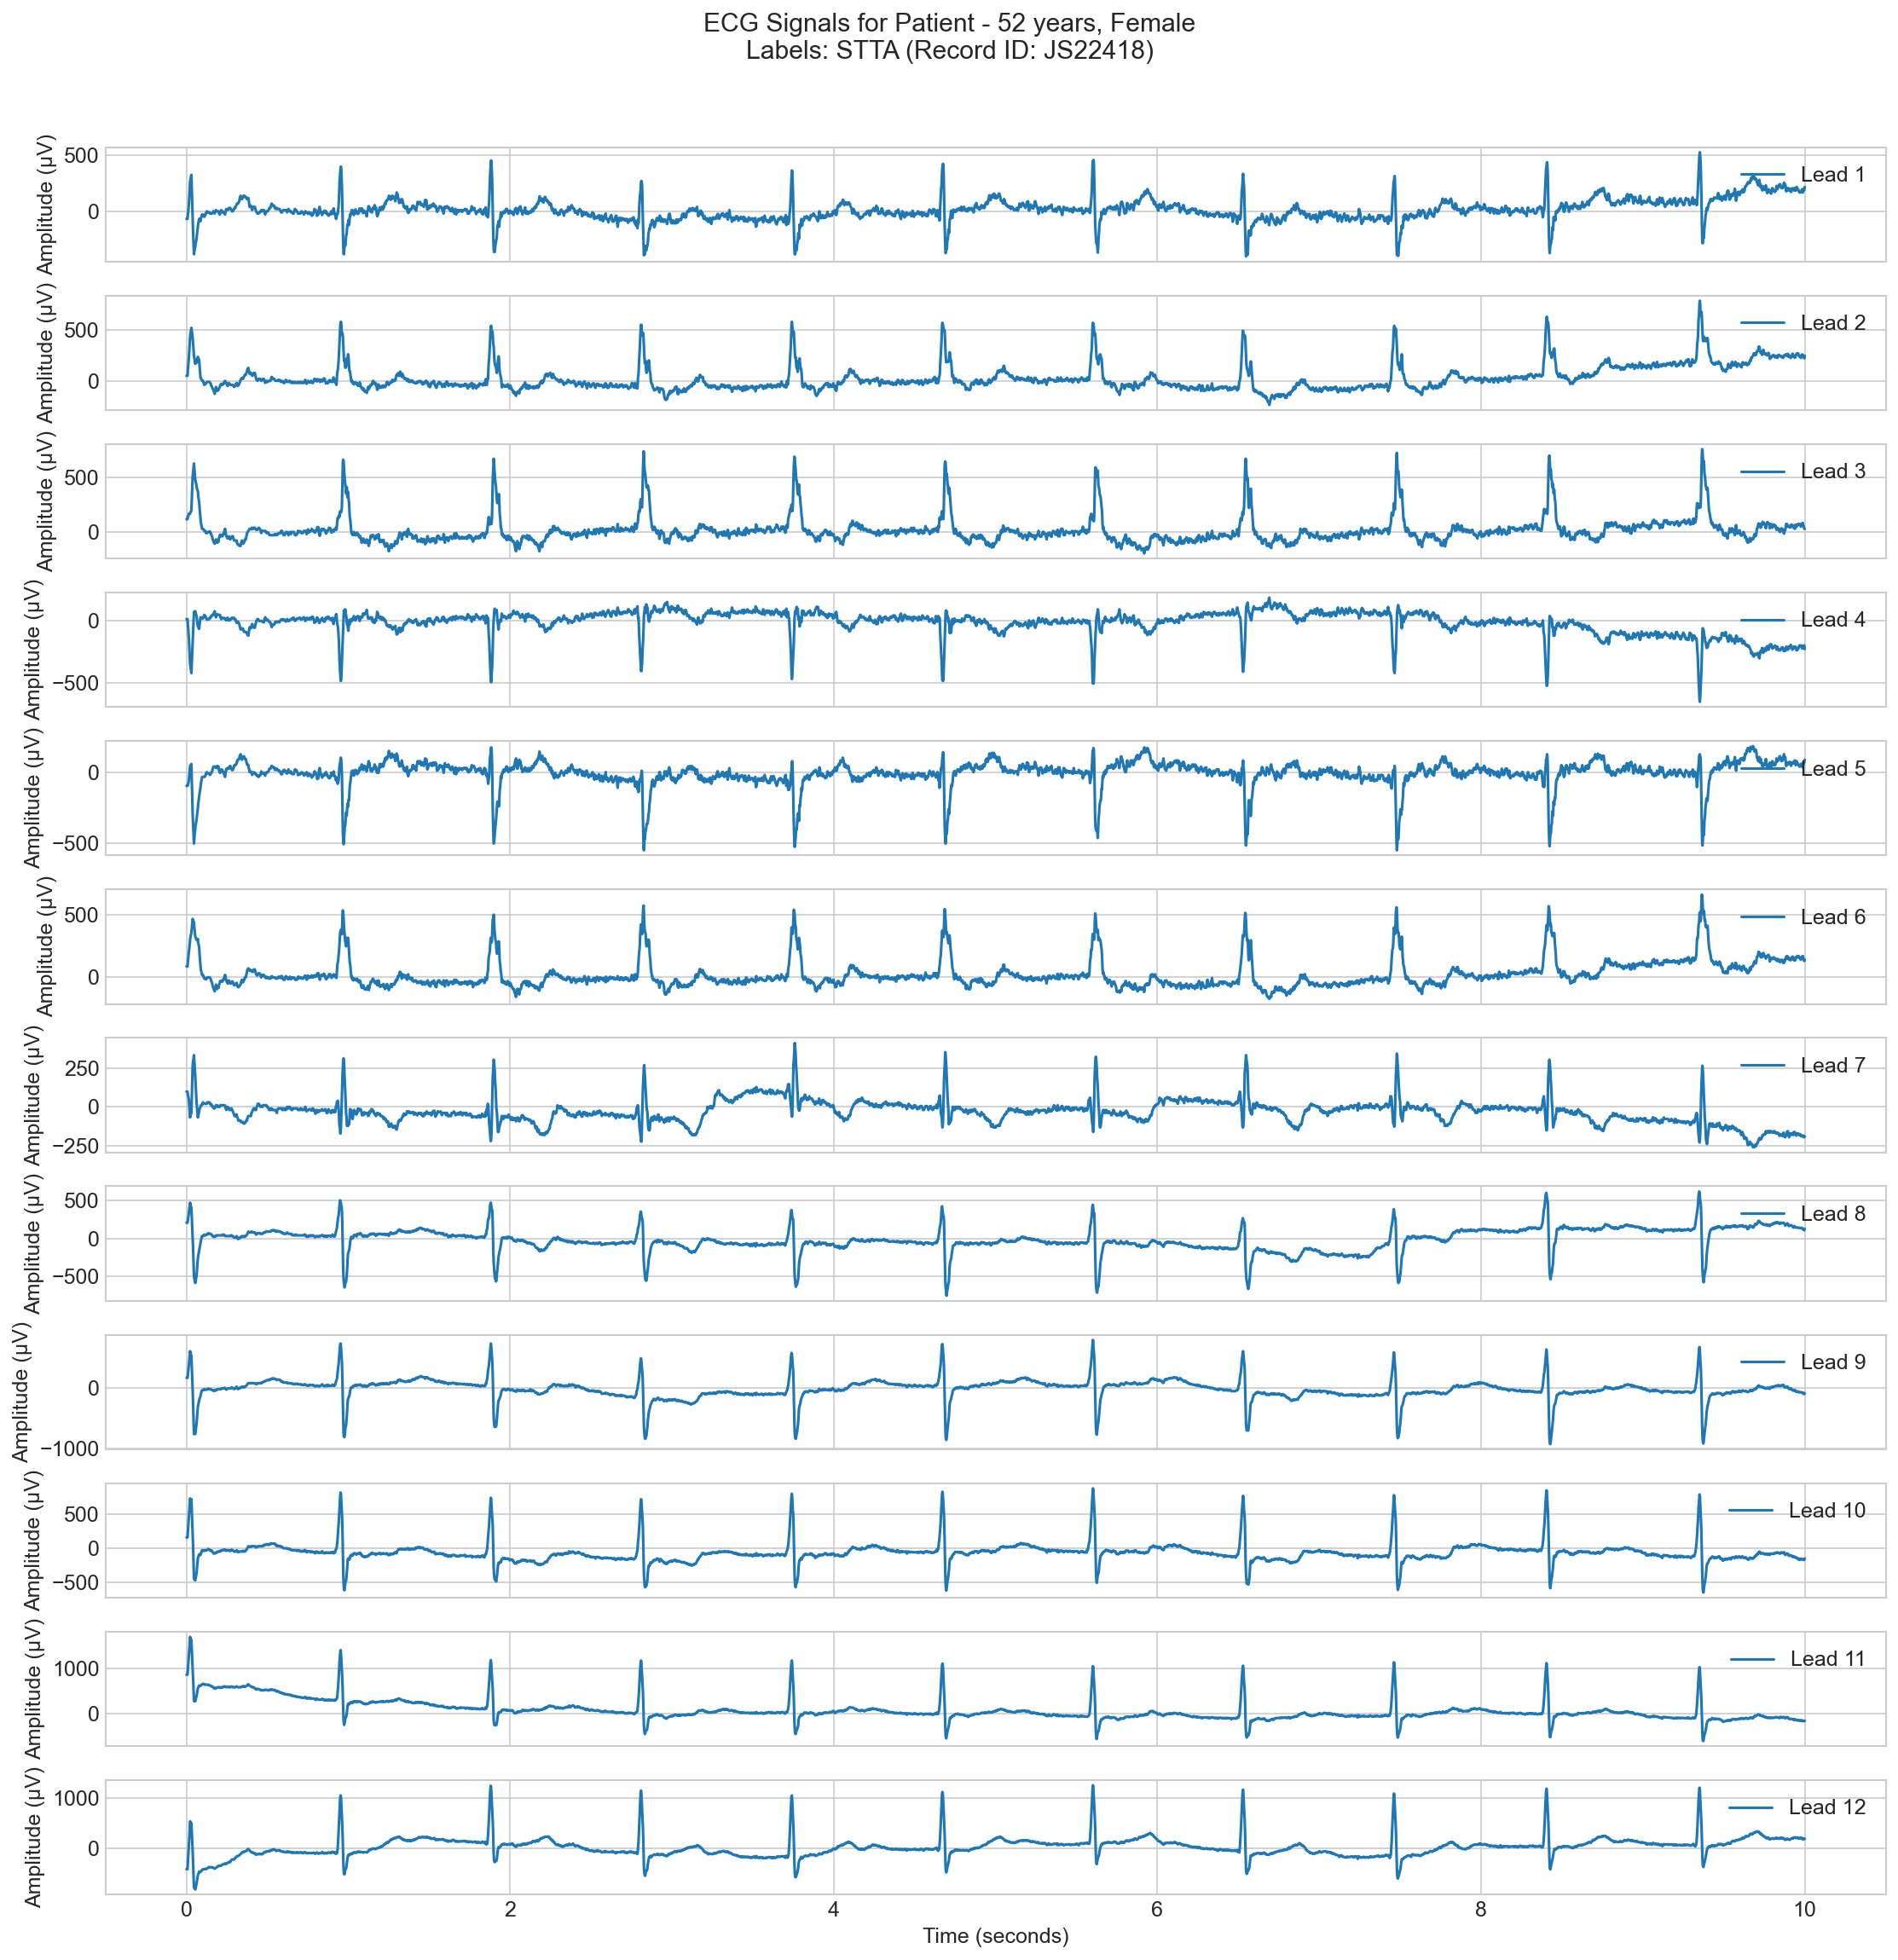 ECG Signals for Patient - 52 years, Female
Labels: STTA (Record ID: JS22418)
Amplitude (µV)
500
0
Lead 1
Amplitude (µV)
500
0
Lead 2
Amplitude (µV)
500
0
Lead 3
Amplitude (µV)
0
−500
Lead 4
Amplitude (µV)
0
−500
Lead 5
Amplitude (µV)
500
0
Lead 6
Amplitude (µV)
250
0
−250
Lead 7
Amplitude (µV)
500
0
−500
Lead 8
Amplitude (µV)
0
−1000
Lead 9
Amplitude (µV)
500
0
−500
Lead 10
Amplitude (µV)
1000
0
Lead 11
Amplitude (µV)
1000
0
Lead 12
0 2 4 6 8 10
Time (seconds)